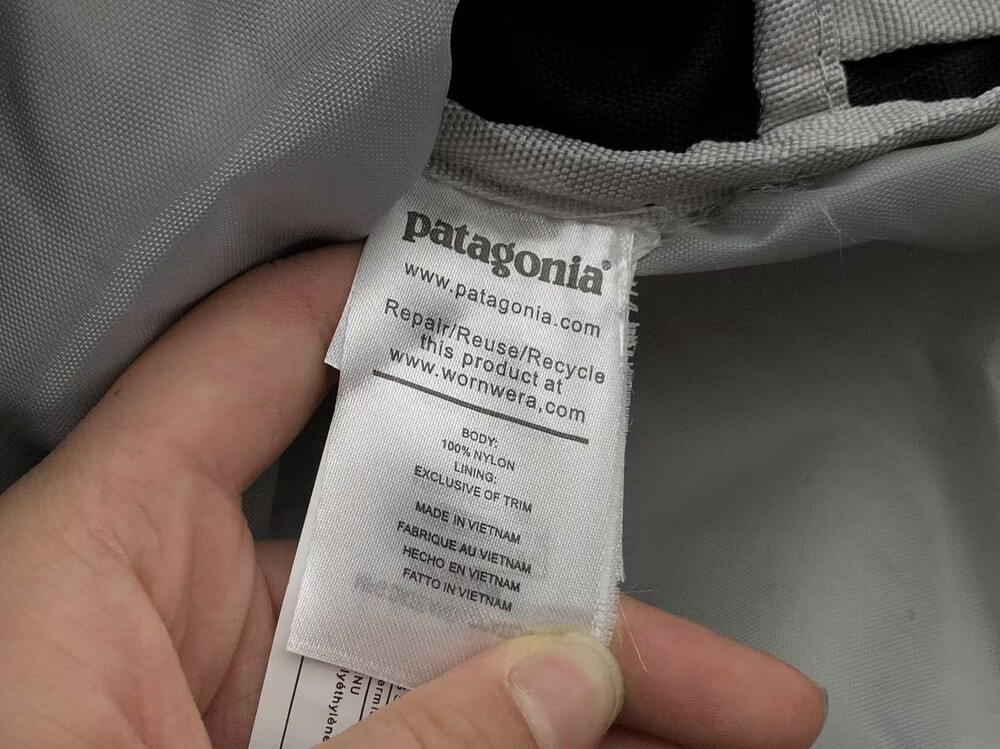 patagonia®
www.patagonia.com
Repair/Reuse/Recycle
this product at
www.wornwera,com
BODY:
100% NYLON
LINING:
EXCLUSIVE OF TRIM
MADE IN VIETNAM
FABRIQUE AU VIETNAM
HECHO EN VIETNAM
FATTO IN VIETNAM